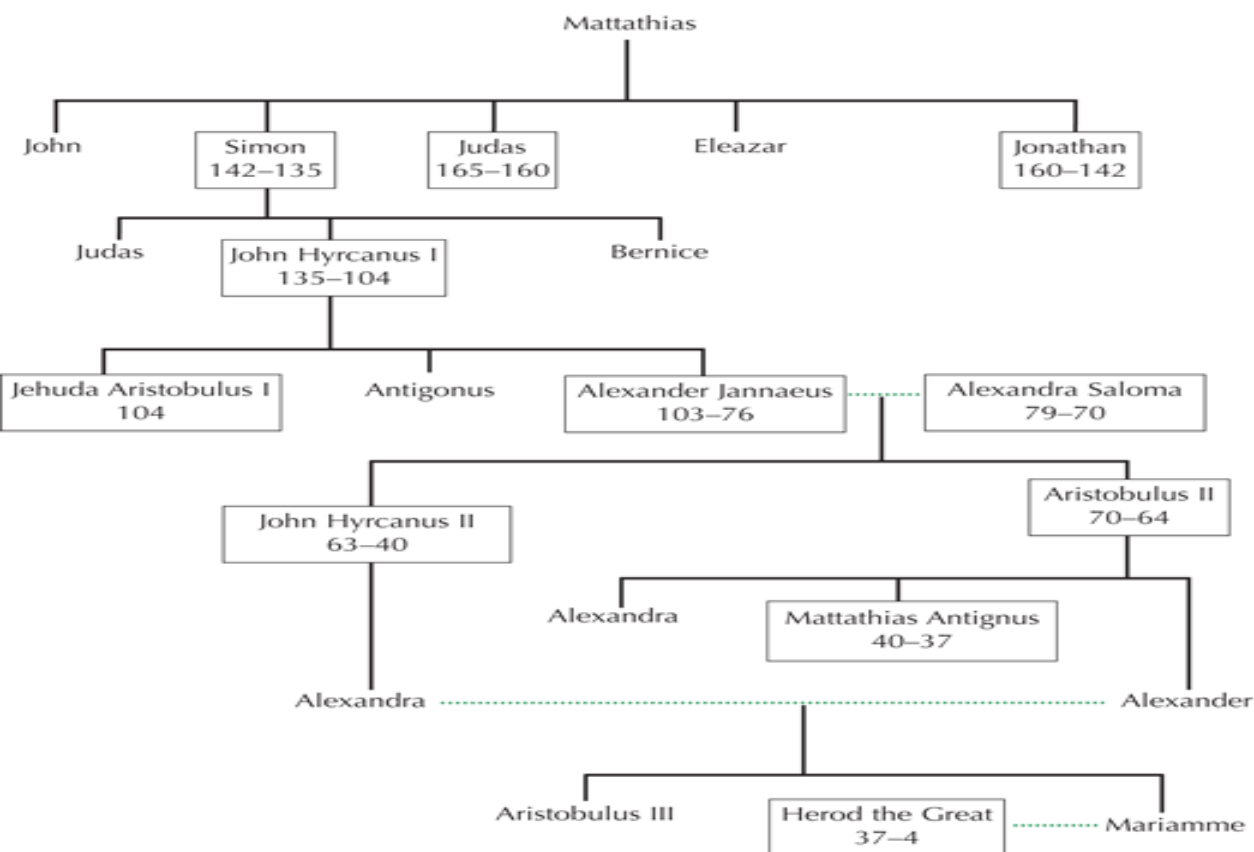 Mattathias
John
Simon
142–135
Judas
165–160
Eleazar
Jonathan
160–142
Judas
John Hyrcanus I
135–104
Bernice
Jehuda Aristobulus I
104
Antigonus
Alexander Jannaeus
103–76
Alexandra Saloma
79–70
John Hyrcanus II
63–40
Aristobulus II
70–64
Alexandra
Mattathias Antignus
40–37
Alexandra
Alexander
Aristobulus III
Herod the Great
37–4
Mariamme